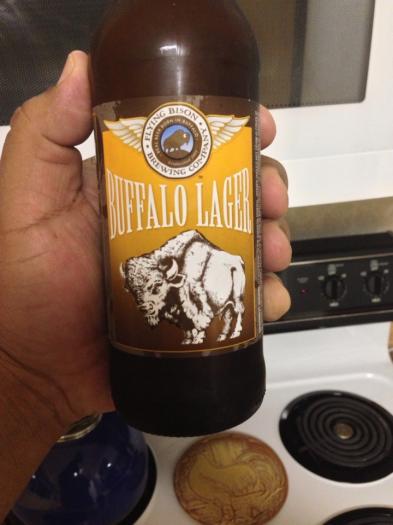 FLYING BISON
BREWING COMPANY
BUFFALO LAGER